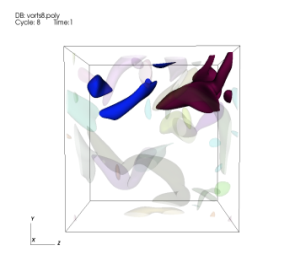 DB: vorts8.poly
Cycle: 8 Time:1
Y
X Z